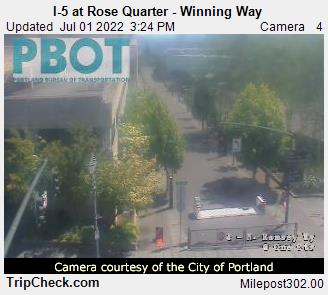 I-5 at Rose Quarter - Winning Way
Updated Jul 01 2022 3:24 PM Camera 4
PBOT
PORTLAND BUREAU OF TRANSPORTATION
Camera courtesy of the City of Portland
TripCheck.com Milepost302.00